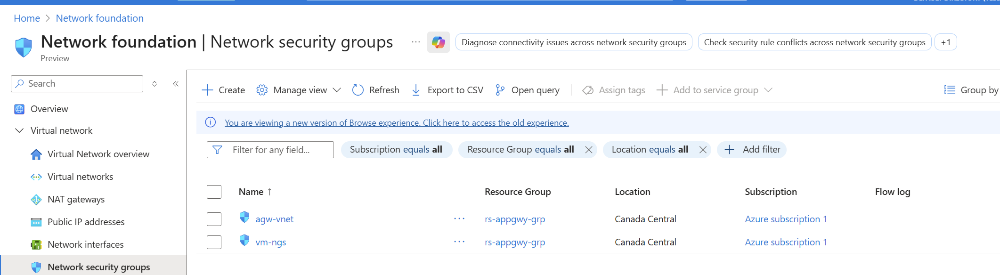 Home > Network foundation
Network foundation | Network security groups ... Diagnose connectivity issues across network security groups Check security rule conflicts across network security groups +1
Preview
Search
Create Manage view Refresh Export to CSV Open query Assign tags Add to service group Group by
Overview
You are viewing a new version of Browse experience. Click here to access the old experience.
Virtual network
Filter for any field... Subscription equals all Resource Group equals all Location equals all Add filter
Virtual Network overview
Virtual networks
NAT gateways
Public IP addresses
Network interfaces
Network security groups
Name ↑ Resource Group Location Subscription Flow log
agw-vnet ... rs-appgwy-grp Canada Central Azure subscription 1
vm-ngs ... rs-appgwy-grp Canada Central Azure subscription 1